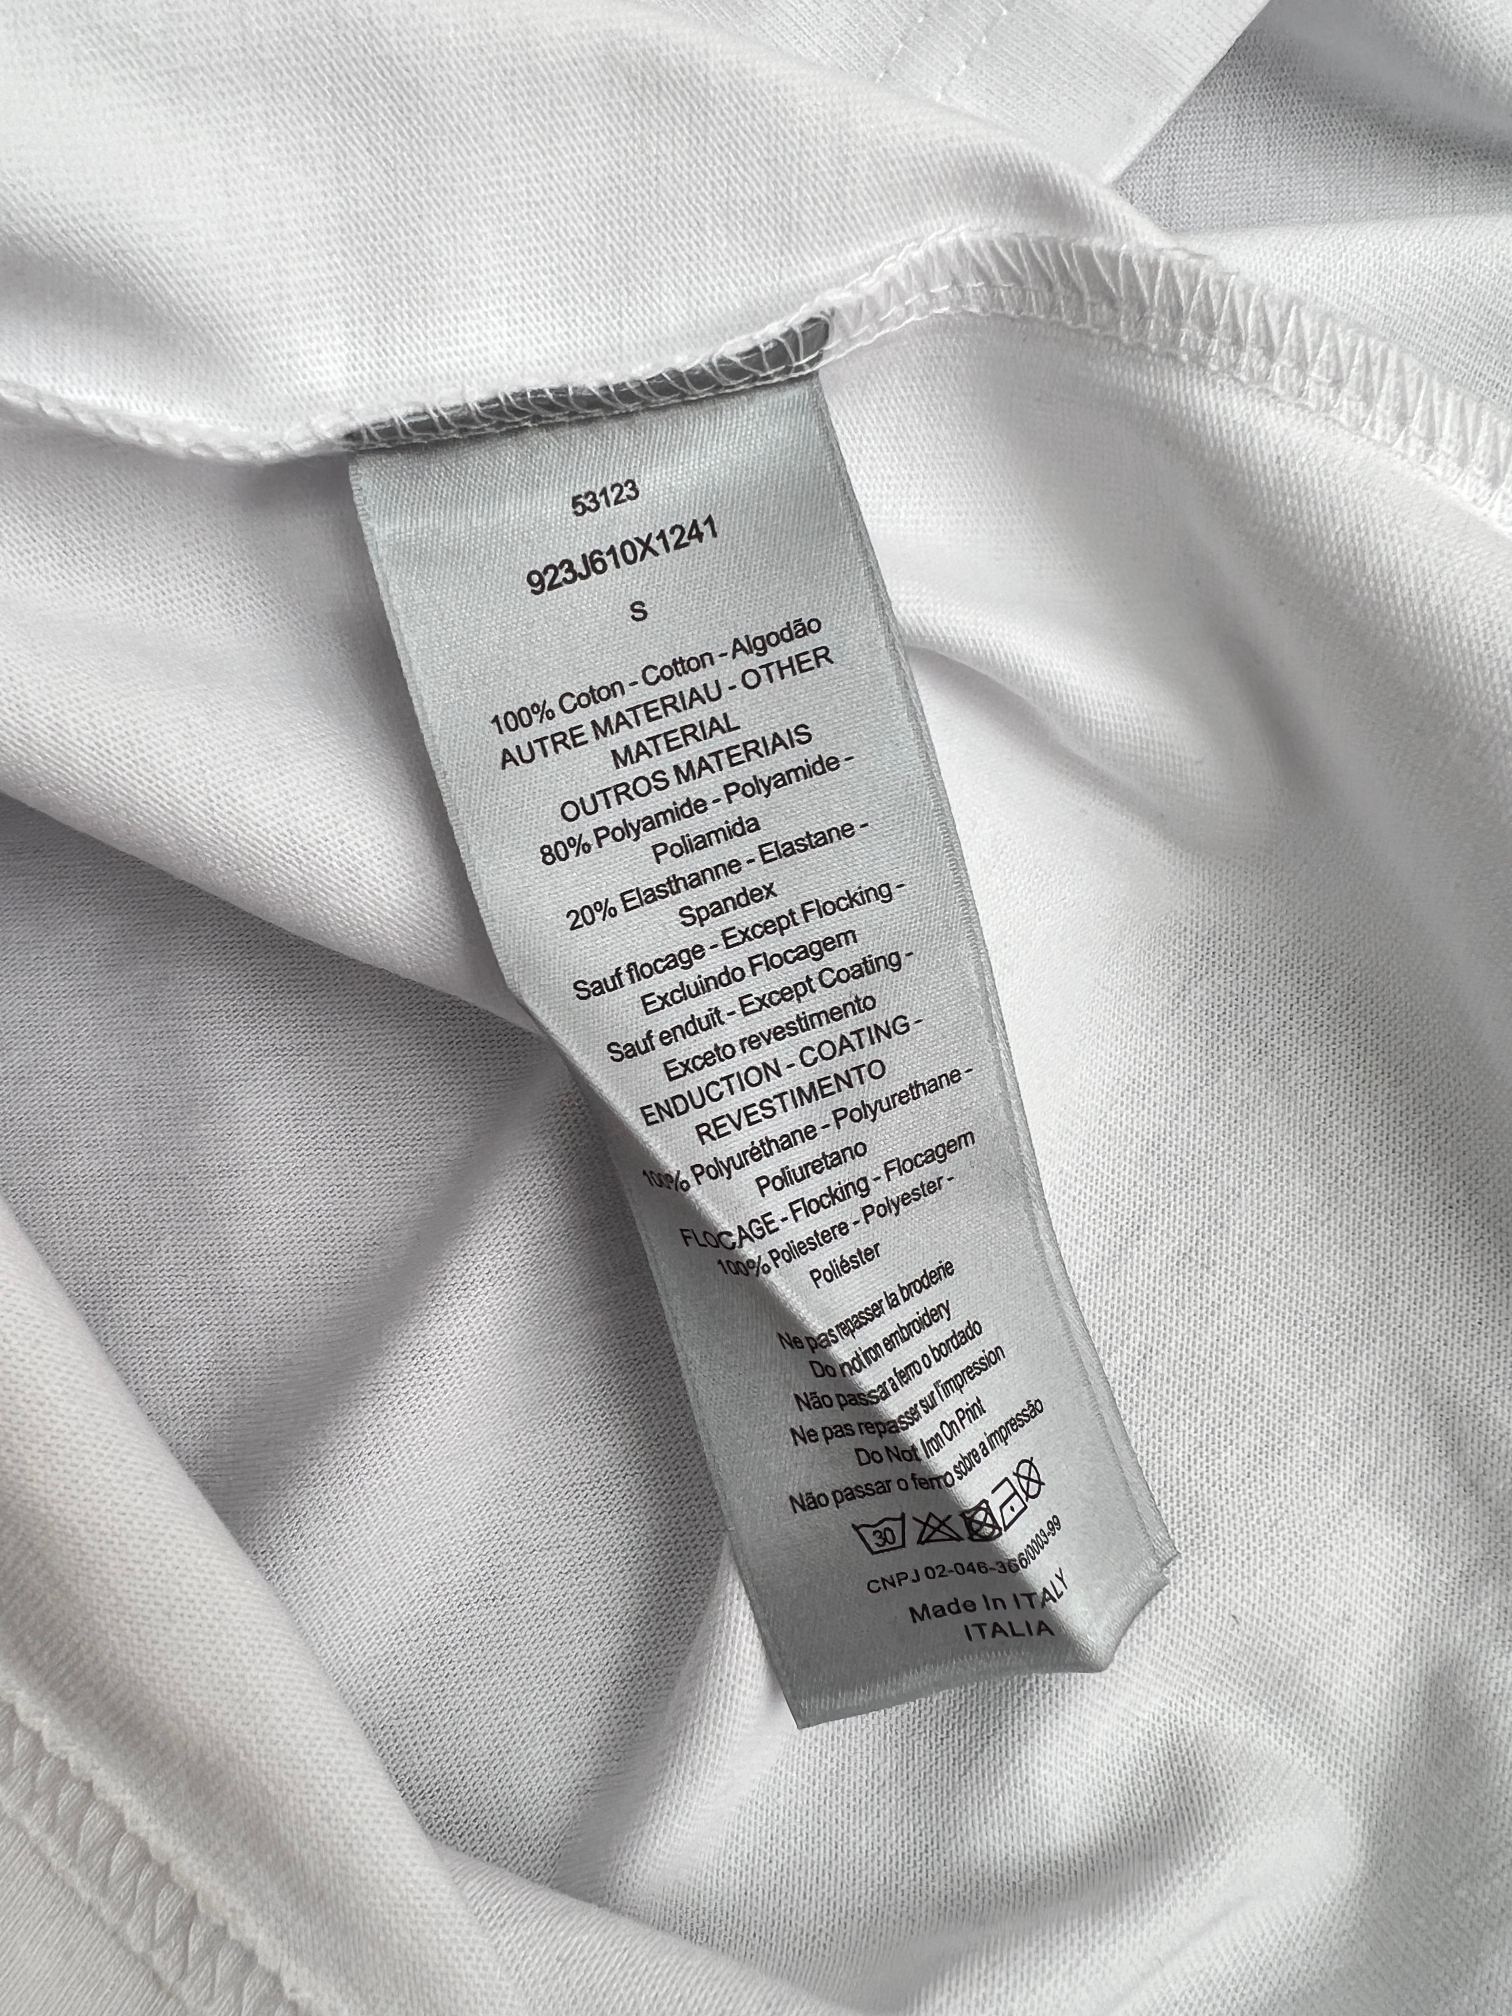 53123
923J610X1241
S
100% Coton - Cotton - Algodão
AUTRE MATERIAU - OTHER
MATERIAL
OUTROS MATERIAIS
80% Polyamide - Polyamide -
Poliamida
20% Elasthanne - Elastane -
Spandex
Sauf flocage - Except Flocking -
Excluindo Flocagem
Sauf enduit - Except Coating -
Exceto revestimento
ENDUCTION - COATING -
REVESTIMENTO
100% Polyuréthane - Polyurethane -
Poliuretano
FLOCAGE - Flocking - Flocagem
100% Poliestere - Polyester -
Poliéster
Ne pas repasser la broderie
Do not iron embroidery
Não passar a ferro o bordado
Ne pas repasser sur l'impression
Do Not Iron On Print
Não passar o ferro sobre a impressão
30
CNPJ 02-046-366/0003-99
Made In ITALY
ITALIA